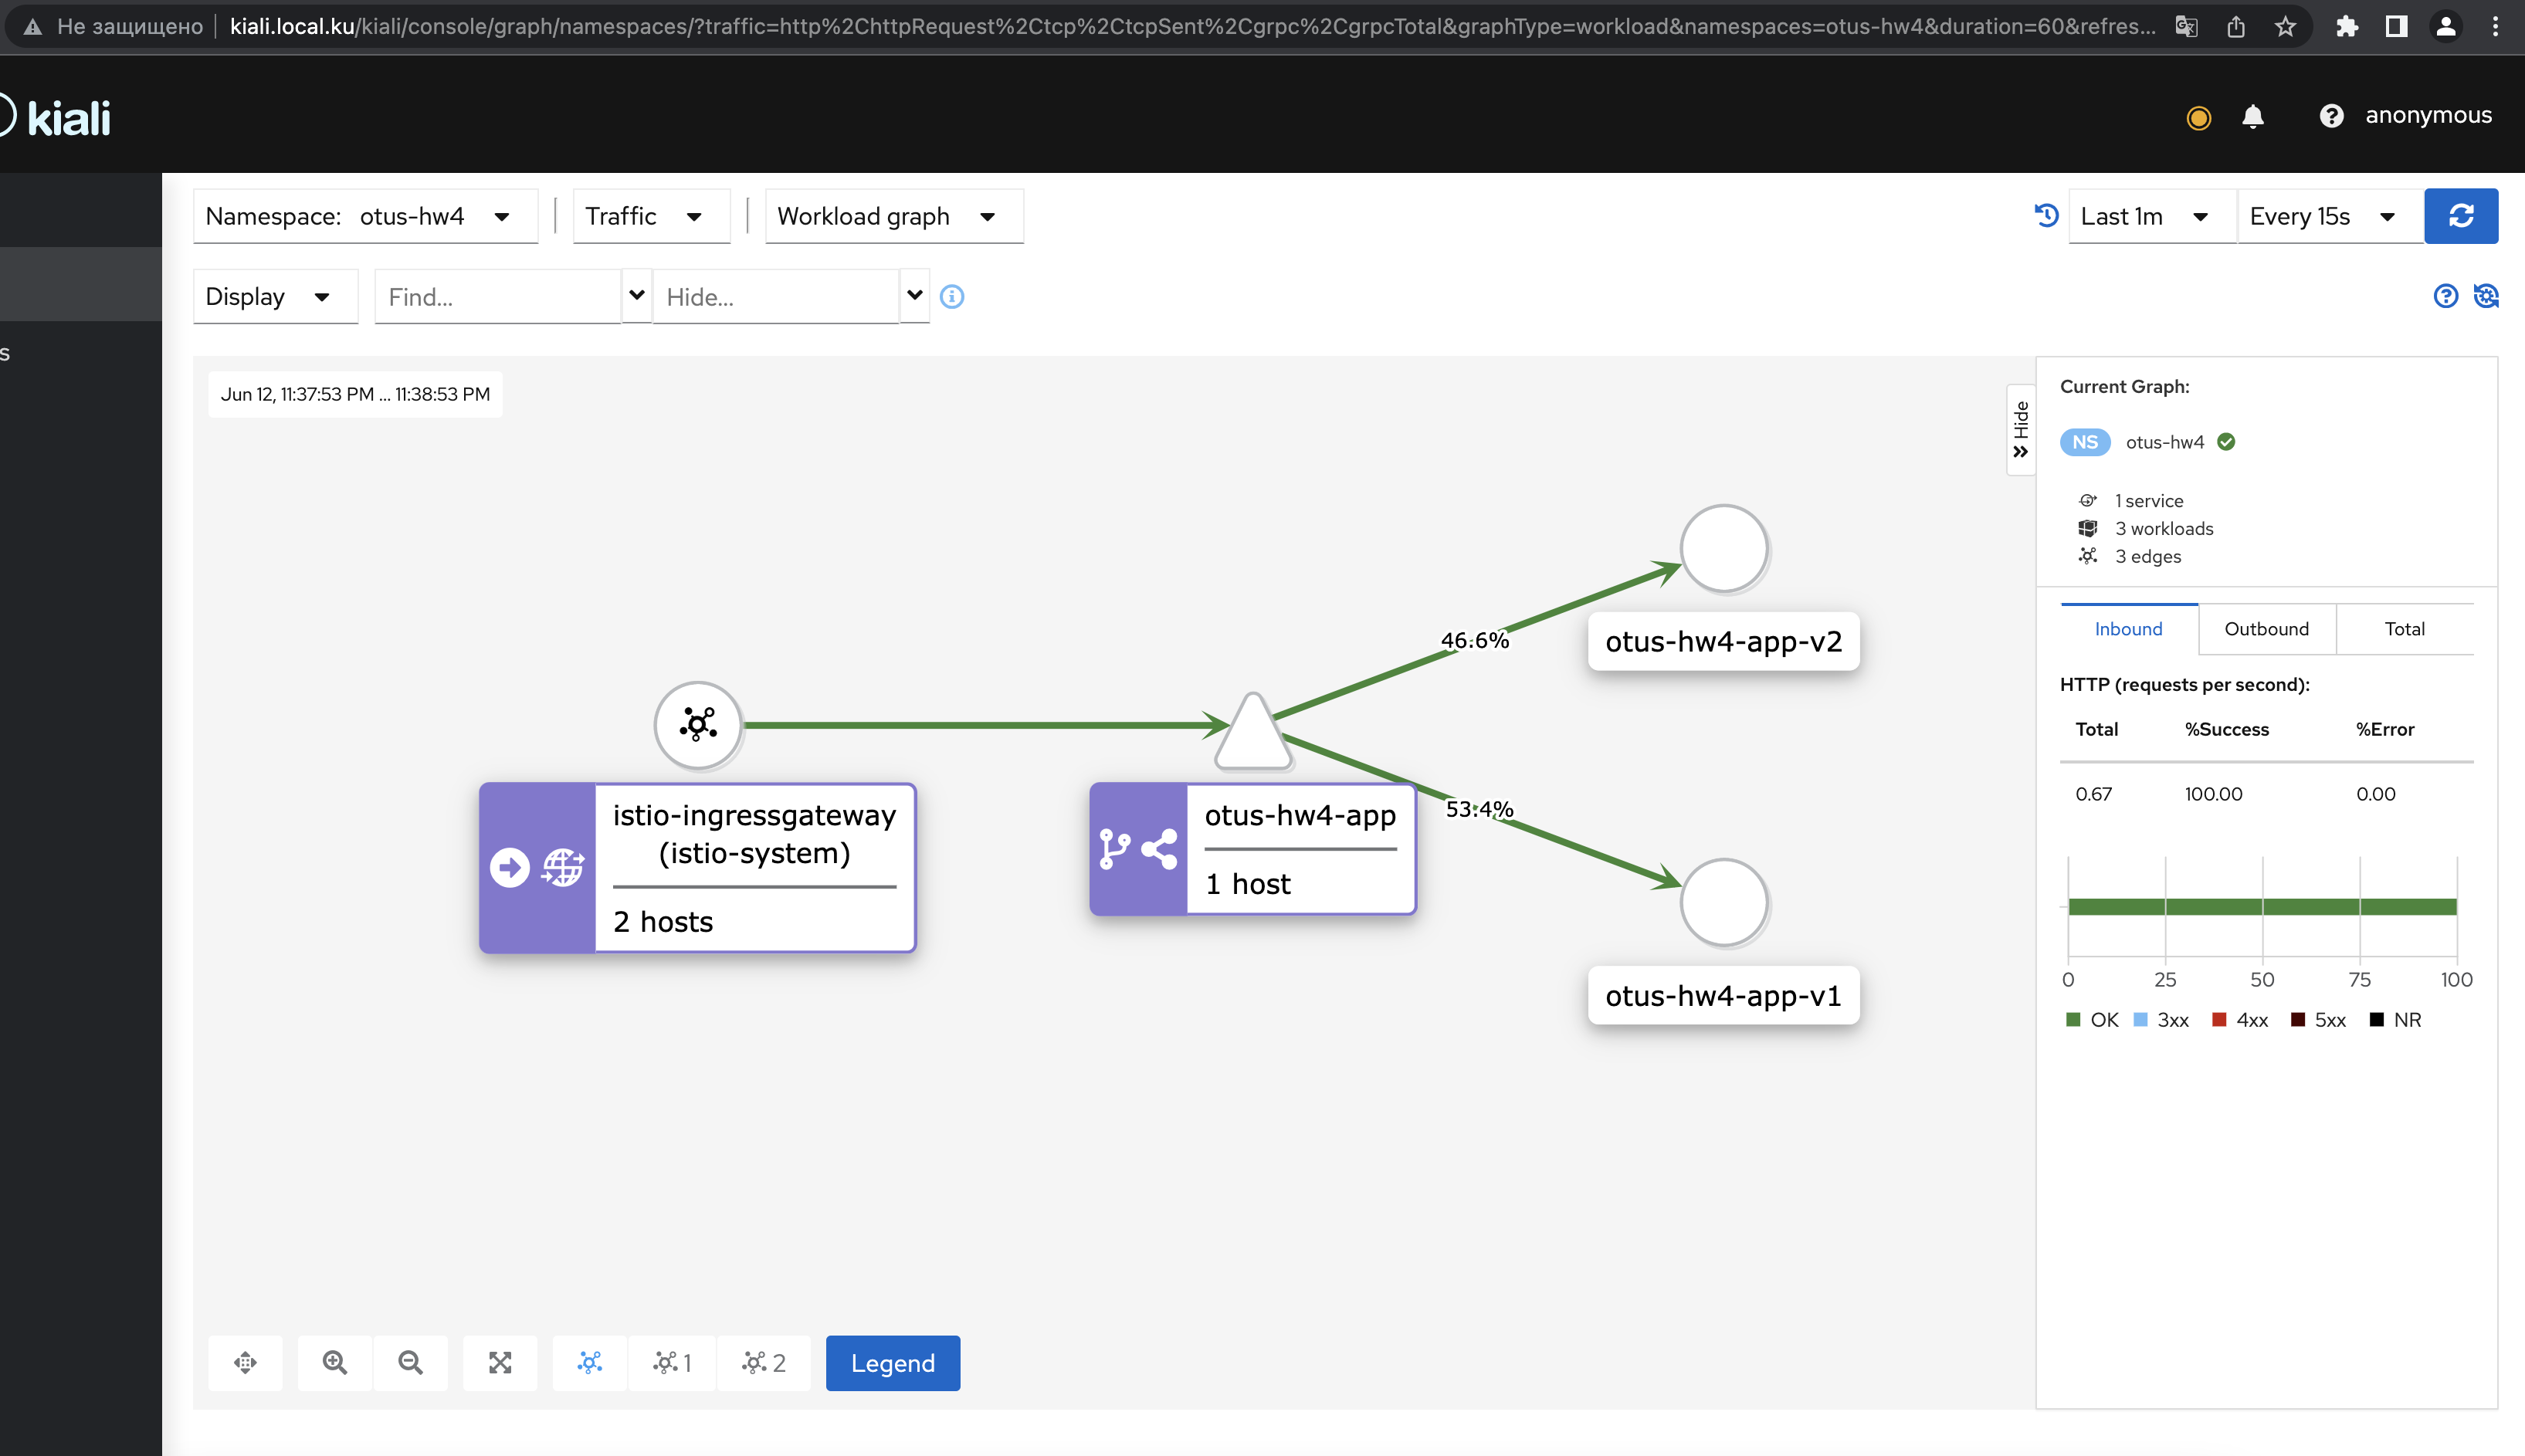 Не защищено
kiali.local.ku/kiali/console/graph/namespaces/?traffic=http%2ChttpRequest%2Ctcp%2CtcpSent%2Cgrpc%2CgrpcTotal&graphType=workload&namespaces=otus-hw4&duration=60&refres...
kiali
anonymous
Namespace: otus-hw4
Traffic
Workload graph
Last 1m
Every 15s
Display
Find...
Hide...
s
Jun 12, 11:37:53 PM ... 11:38:53 PM
Hide
46.6%
otus-hw4-app-v2
53.4%
otus-hw4-app-v1
istio-ingressgateway
(istio-system)
2 hosts
otus-hw4-app
1 host
1
2
Legend
Current Graph:
NS otus-hw4
1 service
3 workloads
3 edges
Inbound Outbound Total
HTTP (requests per second):
Total %Success %Error
0.67 100.00 0.00
0 25 50 75 100
OK 3xx 4xx 5xx NR